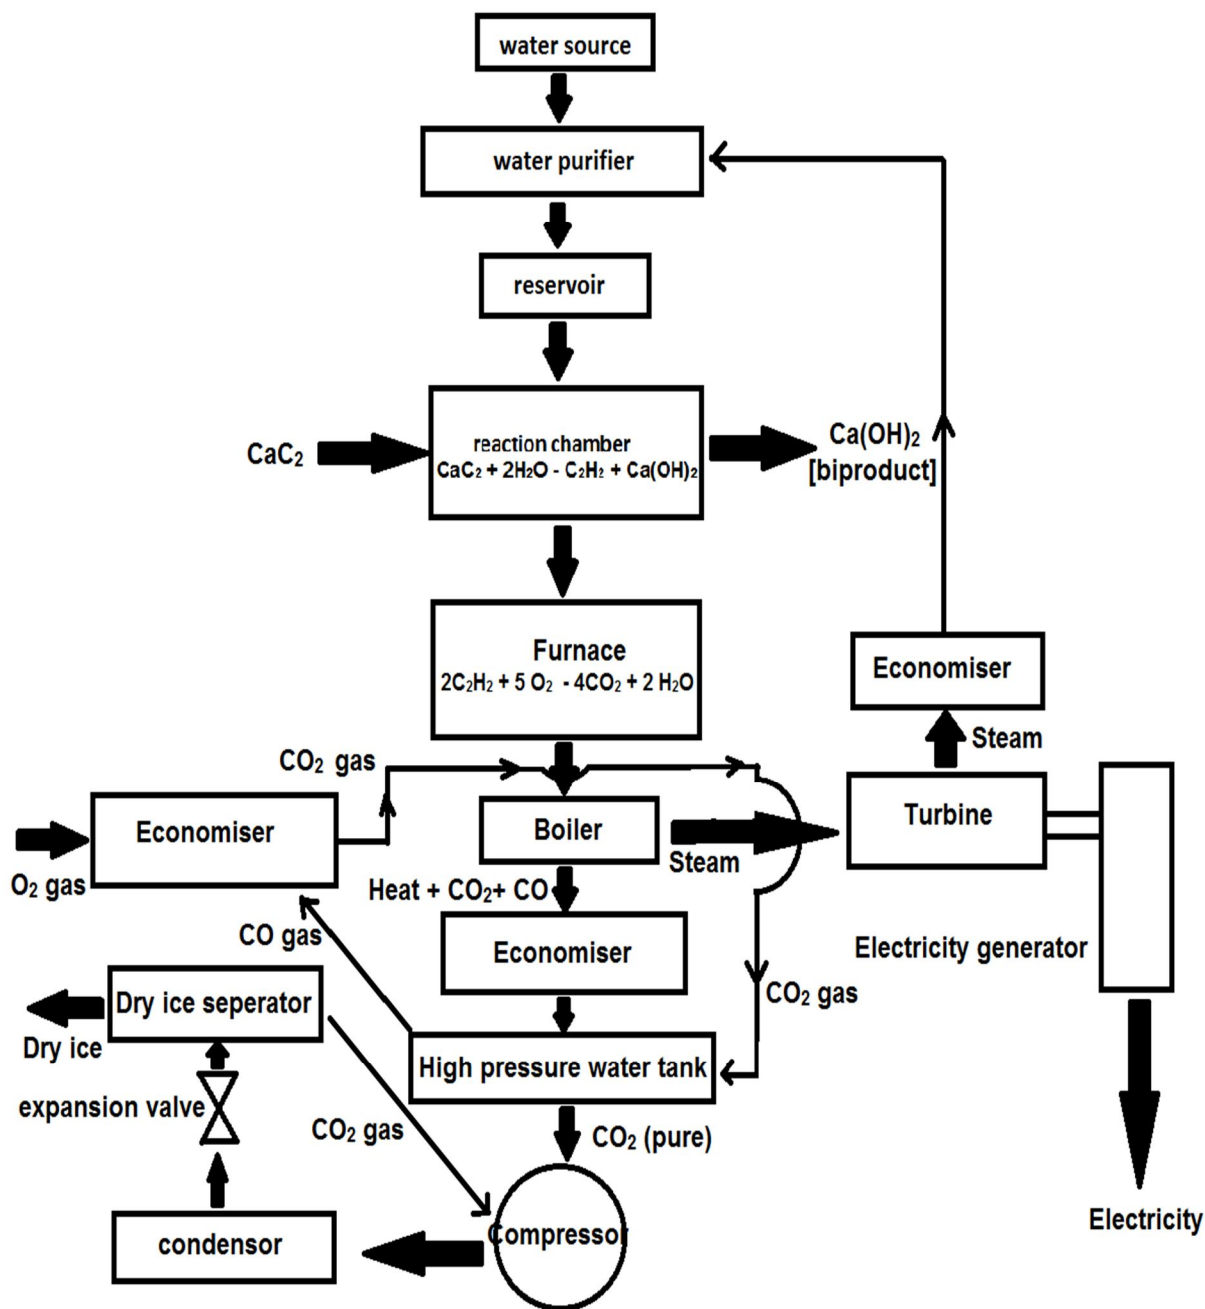 water source
water purifier
reservoir
CaC₂
reaction chamber
CaC₂ + 2H₂O - C₂H₂ + Ca(OH)₂
Ca(OH)₂
[biproduct]
Furnace
2C₂H₂ + 5 O₂ - 4CO₂ + 2 H₂O
Economiser
Steam
CO₂ gas
Economiser
O₂ gas
Boiler
Steam
Turbine
Heat + CO₂+ CO
CO gas
Economiser
Electricity generator
CO₂ gas
Dry ice seperator
Dry ice
High pressure water tank
expansion valve
CO₂ gas
CO₂ (pure)
condensor
Compressor
Electricity